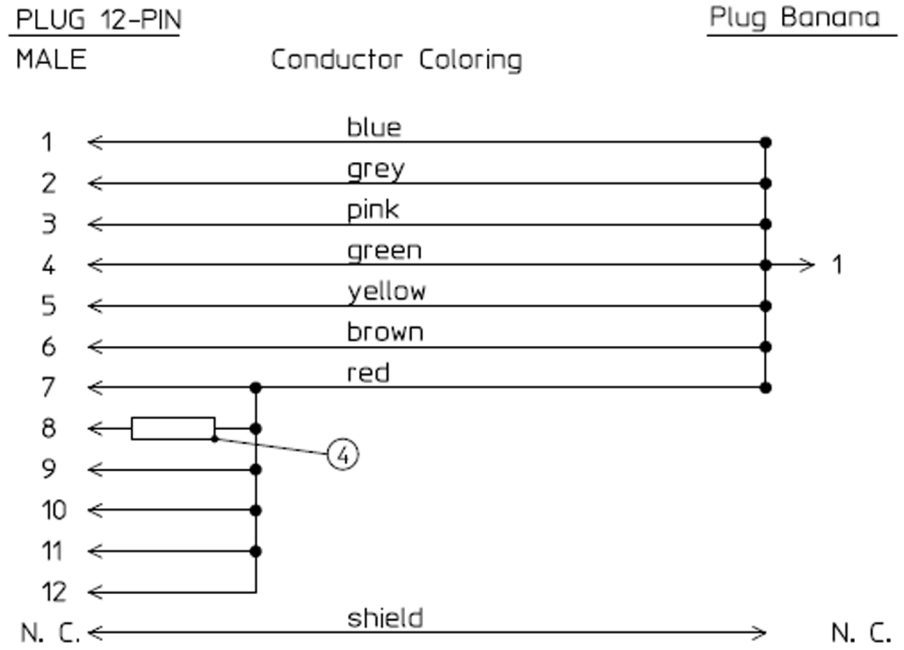 PLUG 12-PIN Plug Banana
MALE Conductor Coloring
blue
1
grey
2
pink
3
green
4 1
yellow
5
brown
6
red
7
8
4
9
10
11
12
shield
N. C. N. C.